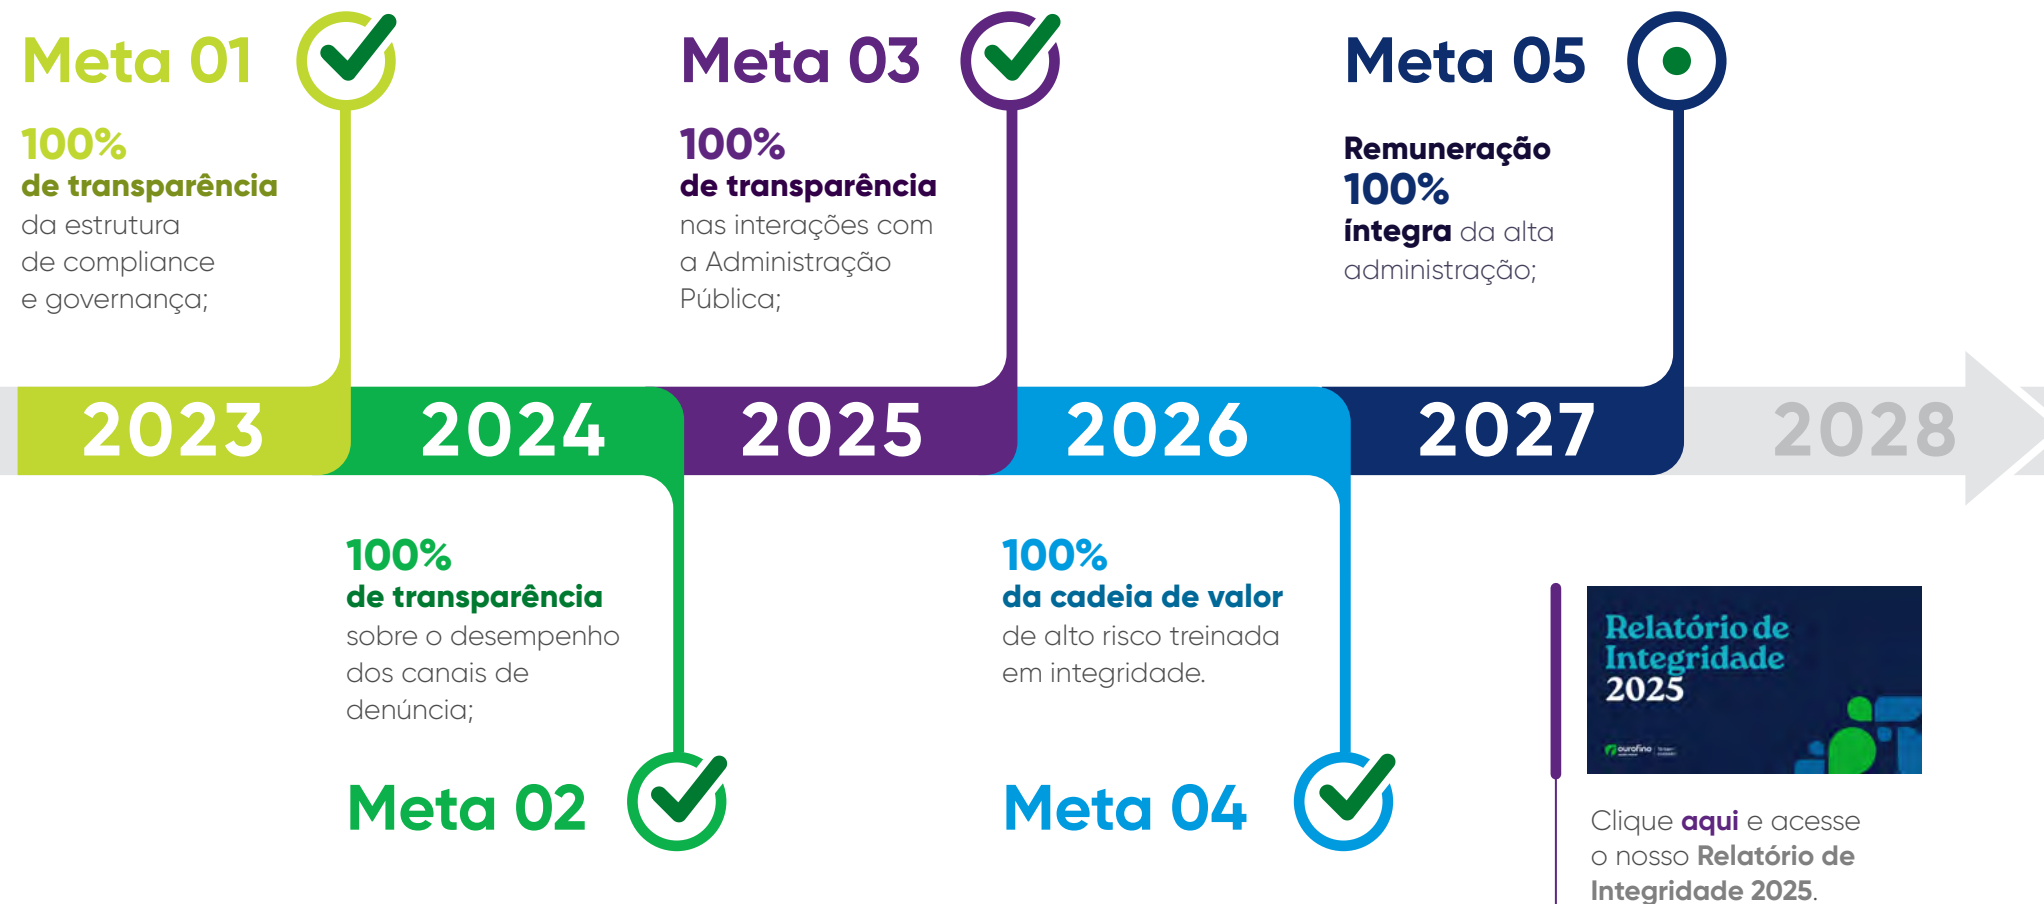 Meta 01
100%
de transparência
da estrutura
de compliance
e governança;
Meta 03
100%
de transparência
nas interações com
a Administração
Pública;
Meta 05
Remuneração
100%
íntegra da alta
administração;
2023 2024 2025 2026 2027 2028
100%
de transparência
sobre o desempenho
dos canais de
denúncia;
Meta 02
100%
da cadeia de valor
de alto risco treinada
em integridade.
Meta 04
Relatório de
Integridade
2025
ourofino
Clique aqui e acesse
o nosso Relatório de
Integridade 2025.